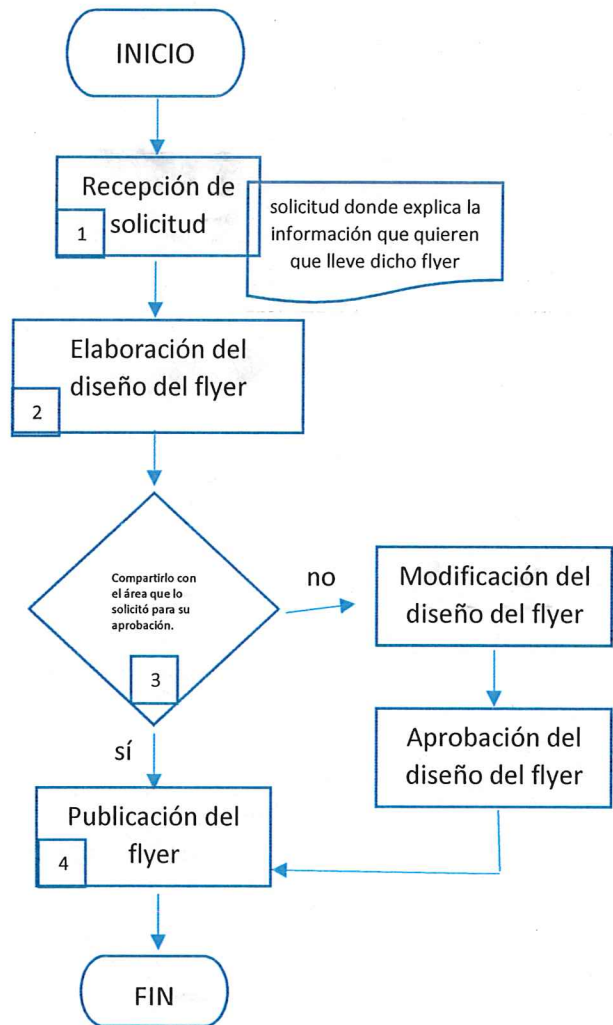 INICIO
Recepción de
solicitud
1
solicitud donde explica la
información que quieren
que lleve dicho flyer
Elaboración del
diseño del flyer
2
Compartirlo con
el área que lo
solicitó para su
aprobación.
3
no
Modificación del
diseño del flyer
Aprobación del
diseño del flyer
sí
Publicación del
flyer
4
FIN